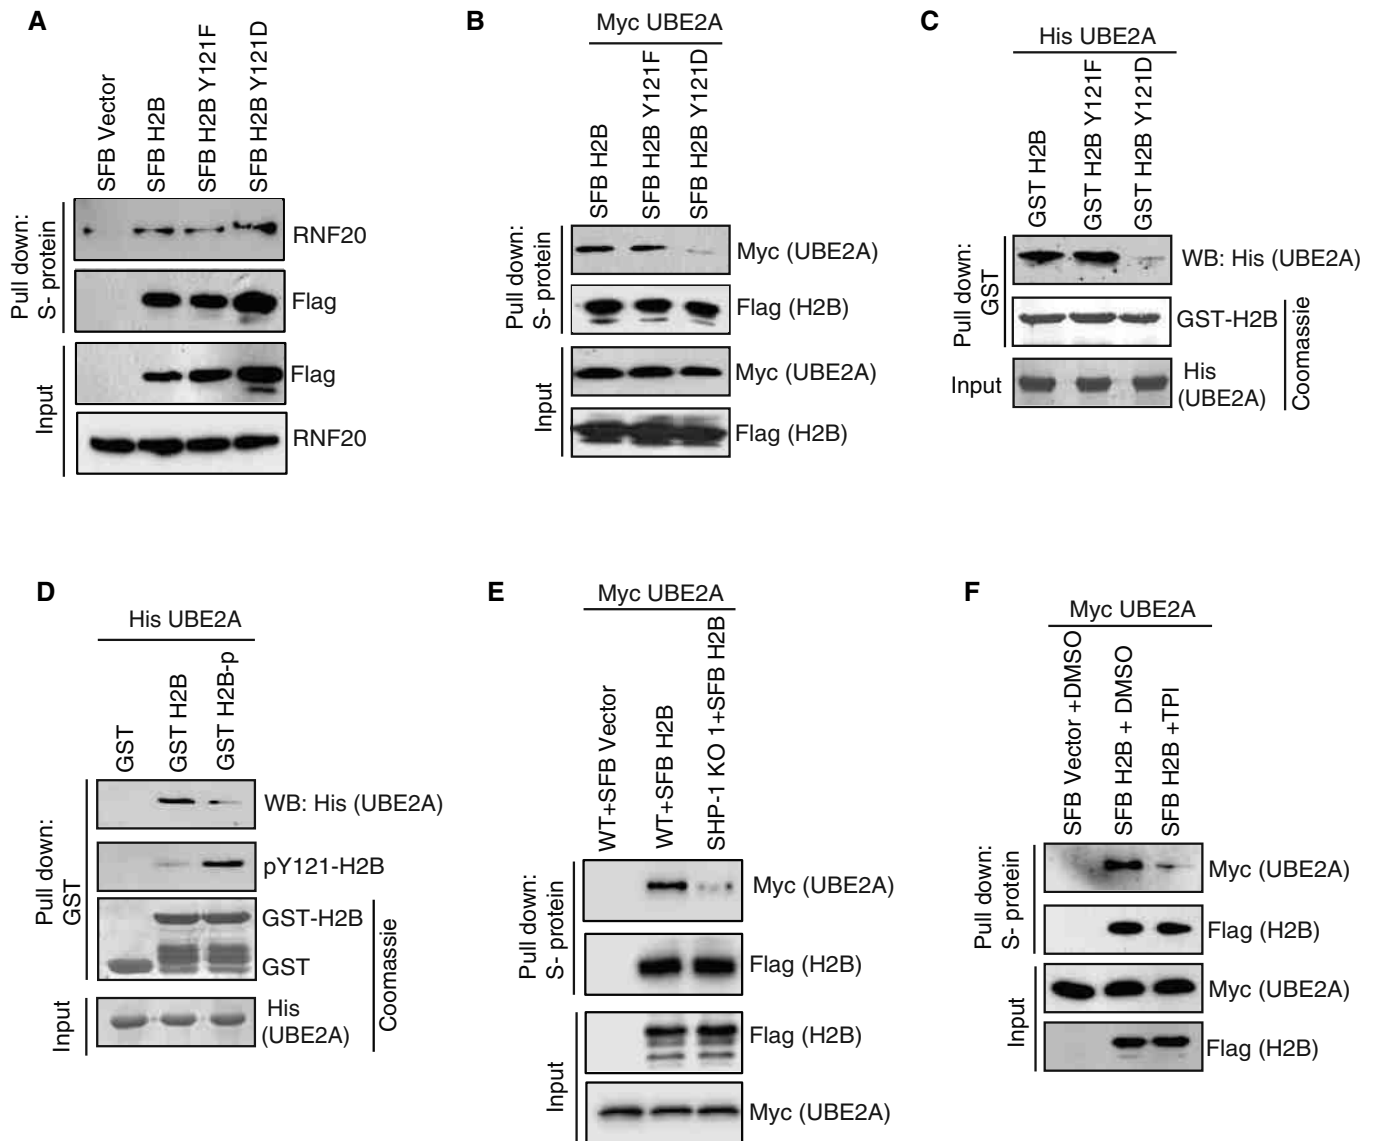 A
SFB Vector
SFB H2B
SFB H2B Y121F
SFB H2B Y121D
Pull down:
S- protein
RNF20
Flag
Input
Flag
RNF20
B
Myc UBE2A
SFB H2B
SFB H2B Y121F
SFB H2B Y121D
Pull down:
S- protein
Myc (UBE2A)
Flag (H2B)
Input
Myc (UBE2A)
Flag (H2B)
C
His UBE2A
GST H2B
GST H2B Y121F
GST H2B Y121D
Pull down:
GST
WB: His (UBE2A)
GST-H2B
Input
His
(UBE2A)
Coomassie
D
His UBE2A
GST
GST H2B
GST H2B-p
Pull down:
GST
WB: His (UBE2A)
pY121-H2B
GST-H2B
GST
Input
His
(UBE2A)
Coomassie
E
Myc UBE2A
WT+SFB Vector
WT+SFB H2B
SHP-1 KO 1+SFB H2B
Pull down:
S- protein
Myc (UBE2A)
Flag (H2B)
Input
Flag (H2B)
Myc (UBE2A)
F
Myc UBE2A
SFB Vector +DMSO
SFB H2B + DMSO
SFB H2B +TPI
Pull down:
S- protein
Myc (UBE2A)
Flag (H2B)
Input
Myc (UBE2A)
Flag (H2B)